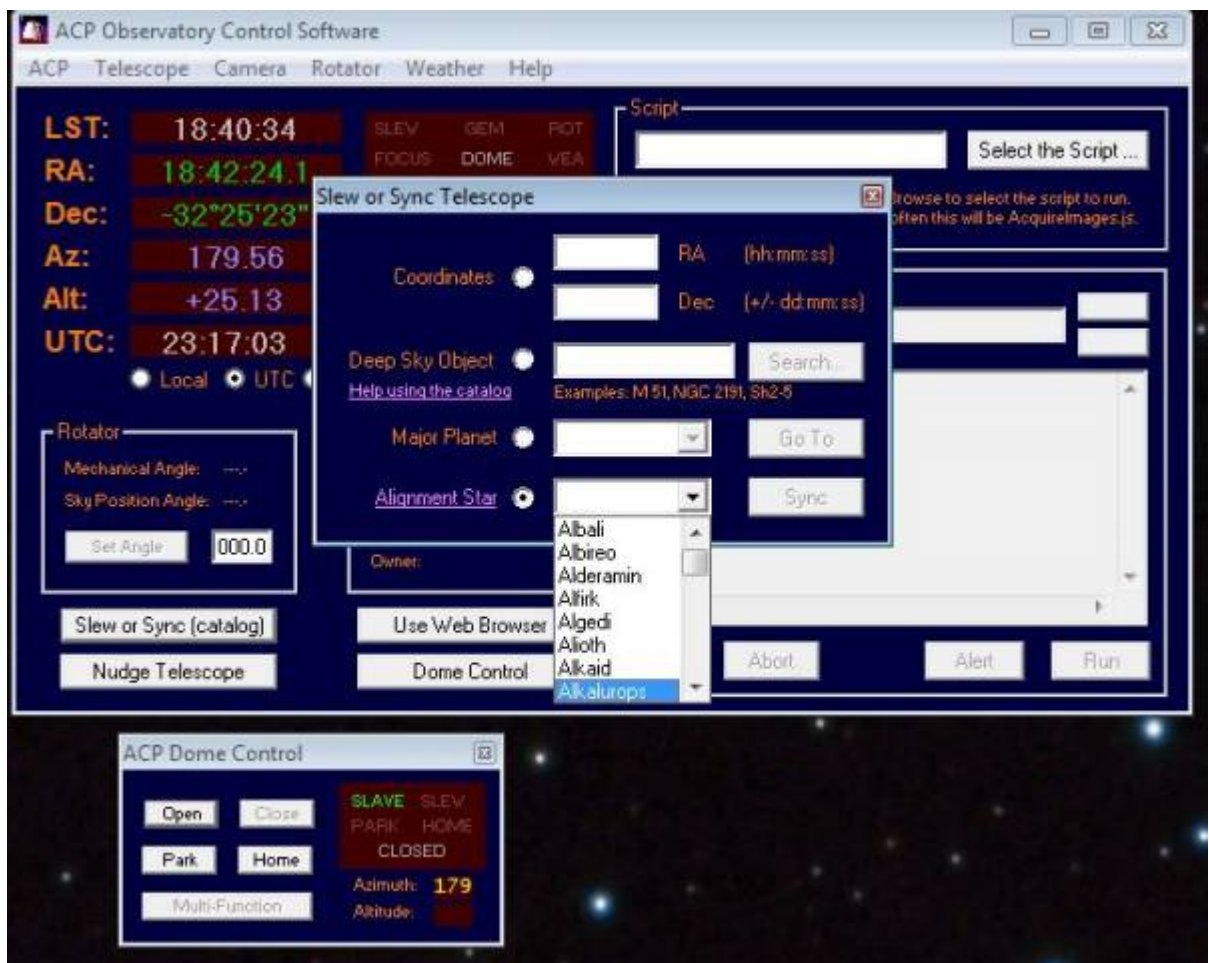 ACP Observatory Control Software
ACP Telescope Camera Rotator Weather Help
LST: 18:40:34
RA: 18:42:24.1
Dec: -32°25'23"
Az: 179.56
Alt: +25.13
UTC: 23:17:03
Local UTC
SLEW GEM ROT
FOCUS DOME WEA
Script
Select the Script ...
Browse to select the script to run.
often this will be AcquireImages.js.
Slew or Sync Telescope
Coordinates
RA (hh:mm:ss)
Dec (+/- dd:mm:ss)
Deep Sky Object Search...
Help using the catalog Examples: M 51, NGC 2191, Sh2-5
Major Planet Go To
Alignment Star Sync
Albali
Albireo
Alderamin
Alfirk
Algedi
Alioth
Alkaid
Alkalurops
Rotator
Mechanical Angle: ---.-
Sky Position Angle: ---.-
Set Angle 000.0
Owner:
Slew or Sync (catalog) Use Web Browser
Nudge Telescope Dome Control Abort Alert Run
ACP Dome Control
Open Close
Park Home
Multi-Function
SLAVE SLEW
PARK HOME
CLOSED
Azimuth: 179
Altitude: